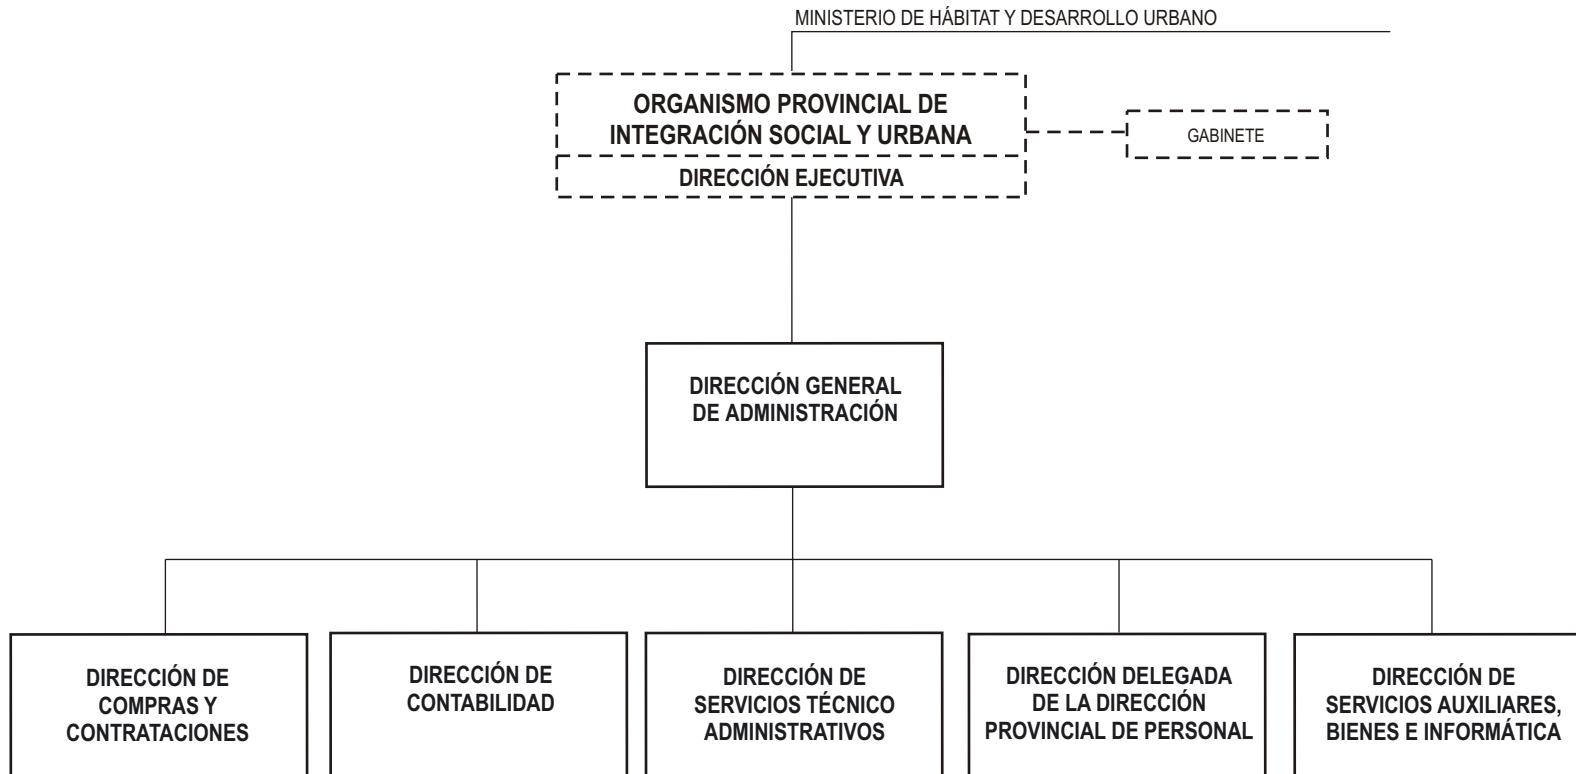 MINISTERIO DE HÁBITAT Y DESARROLLO URBANO
ORGANISMO PROVINCIAL DE
INTEGRACIÓN SOCIAL Y URBANA
DIRECCIÓN EJECUTIVA
GABINETE
DIRECCIÓN GENERAL
DE ADMINISTRACIÓN
DIRECCIÓN DE
COMPRAS Y
CONTRATACIONES
DIRECCIÓN DE
CONTABILIDAD
DIRECCIÓN DE
SERVICIOS TÉCNICO
ADMINISTRATIVOS
DIRECCIÓN DELEGADA
DE LA DIRECCIÓN
PROVINCIAL DE PERSONAL
DIRECCIÓN DE
SERVICIOS AUXILIARES,
BIENES E INFORMÁTICA